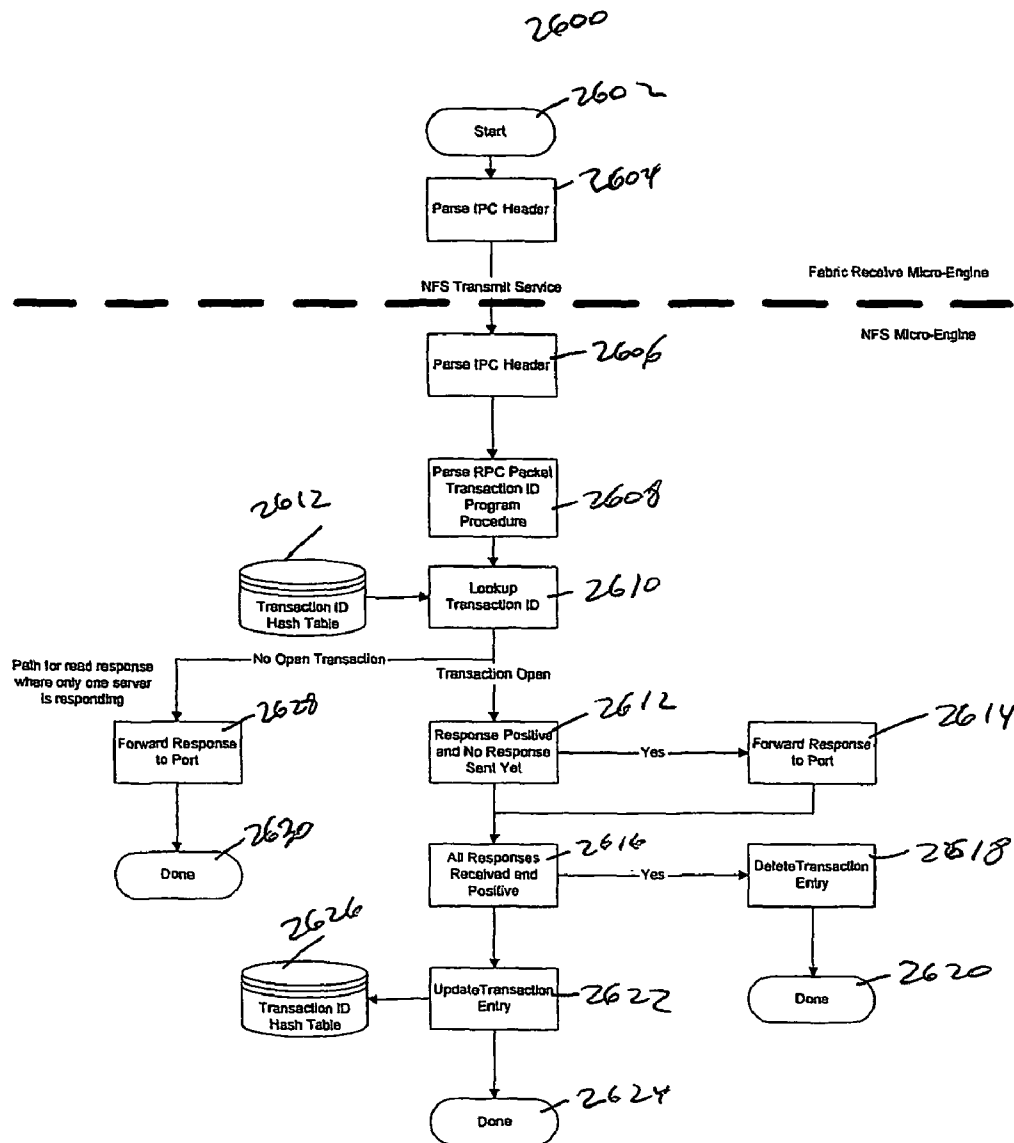 2600
2602
Start
2604
Parse IPC Header
Fabric Receive Micro-Engine
NFS Transmit Service
NFS Micro-Engine
2606
Parse IPC Header
Parse RPC Packet
Transaction ID
Program
Procedure
2608
2612
Transaction ID
Hash Table
Lookup
Transaction ID
2610
No Open Transaction
Path for read response
where only one server
is responding
Transaction Open
2628
Forward Response
to Port
2612
Response Positive
and No Response
Sent Yet
Yes
2614
Forward Response
to Port
2630
Done
2616
All Responses
Received and
Positive
Yes
2618
DeleteTransaction
Entry
2626
Transaction ID
Hash Table
UpdateTransaction
Entry
2622
2620
Done
2624
Done